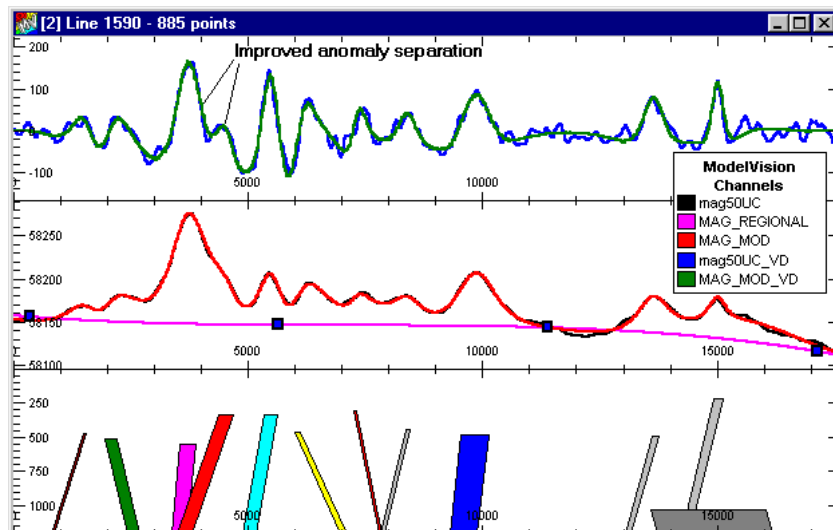 [2] Line 1590 - 885 points
200
Improved anomaly separation
100
-100
5000
10000
ModelVision
Channels
mag50UC
MAG_REGIONAL
MAG_MOD
mag50UC_VD
MAG_MOD_VD
58250
58200
58150
58100
5000
10000
15000
250
500
750
1000
5000
10000
15000